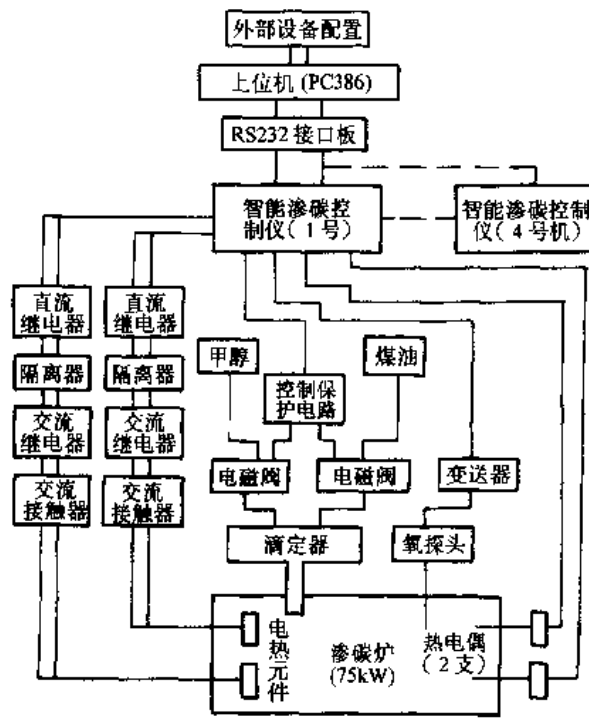 外部设备配置
上位机 (PC386)
RS232 接口板
智能渗碳控
制仪(1号)
智能渗碳控制
仪(4号机)
直流
继电器
直流
继电器
甲醇
煤油
隔离器
隔离器
控制保
护电路
交流
继电器
交流
继电器
电磁阀
电磁阀
变送器
交流
接触器
交流
接触器
滴定器
氧探头
电热元件
渗碳炉
(75kW)
热电偶
(2支)